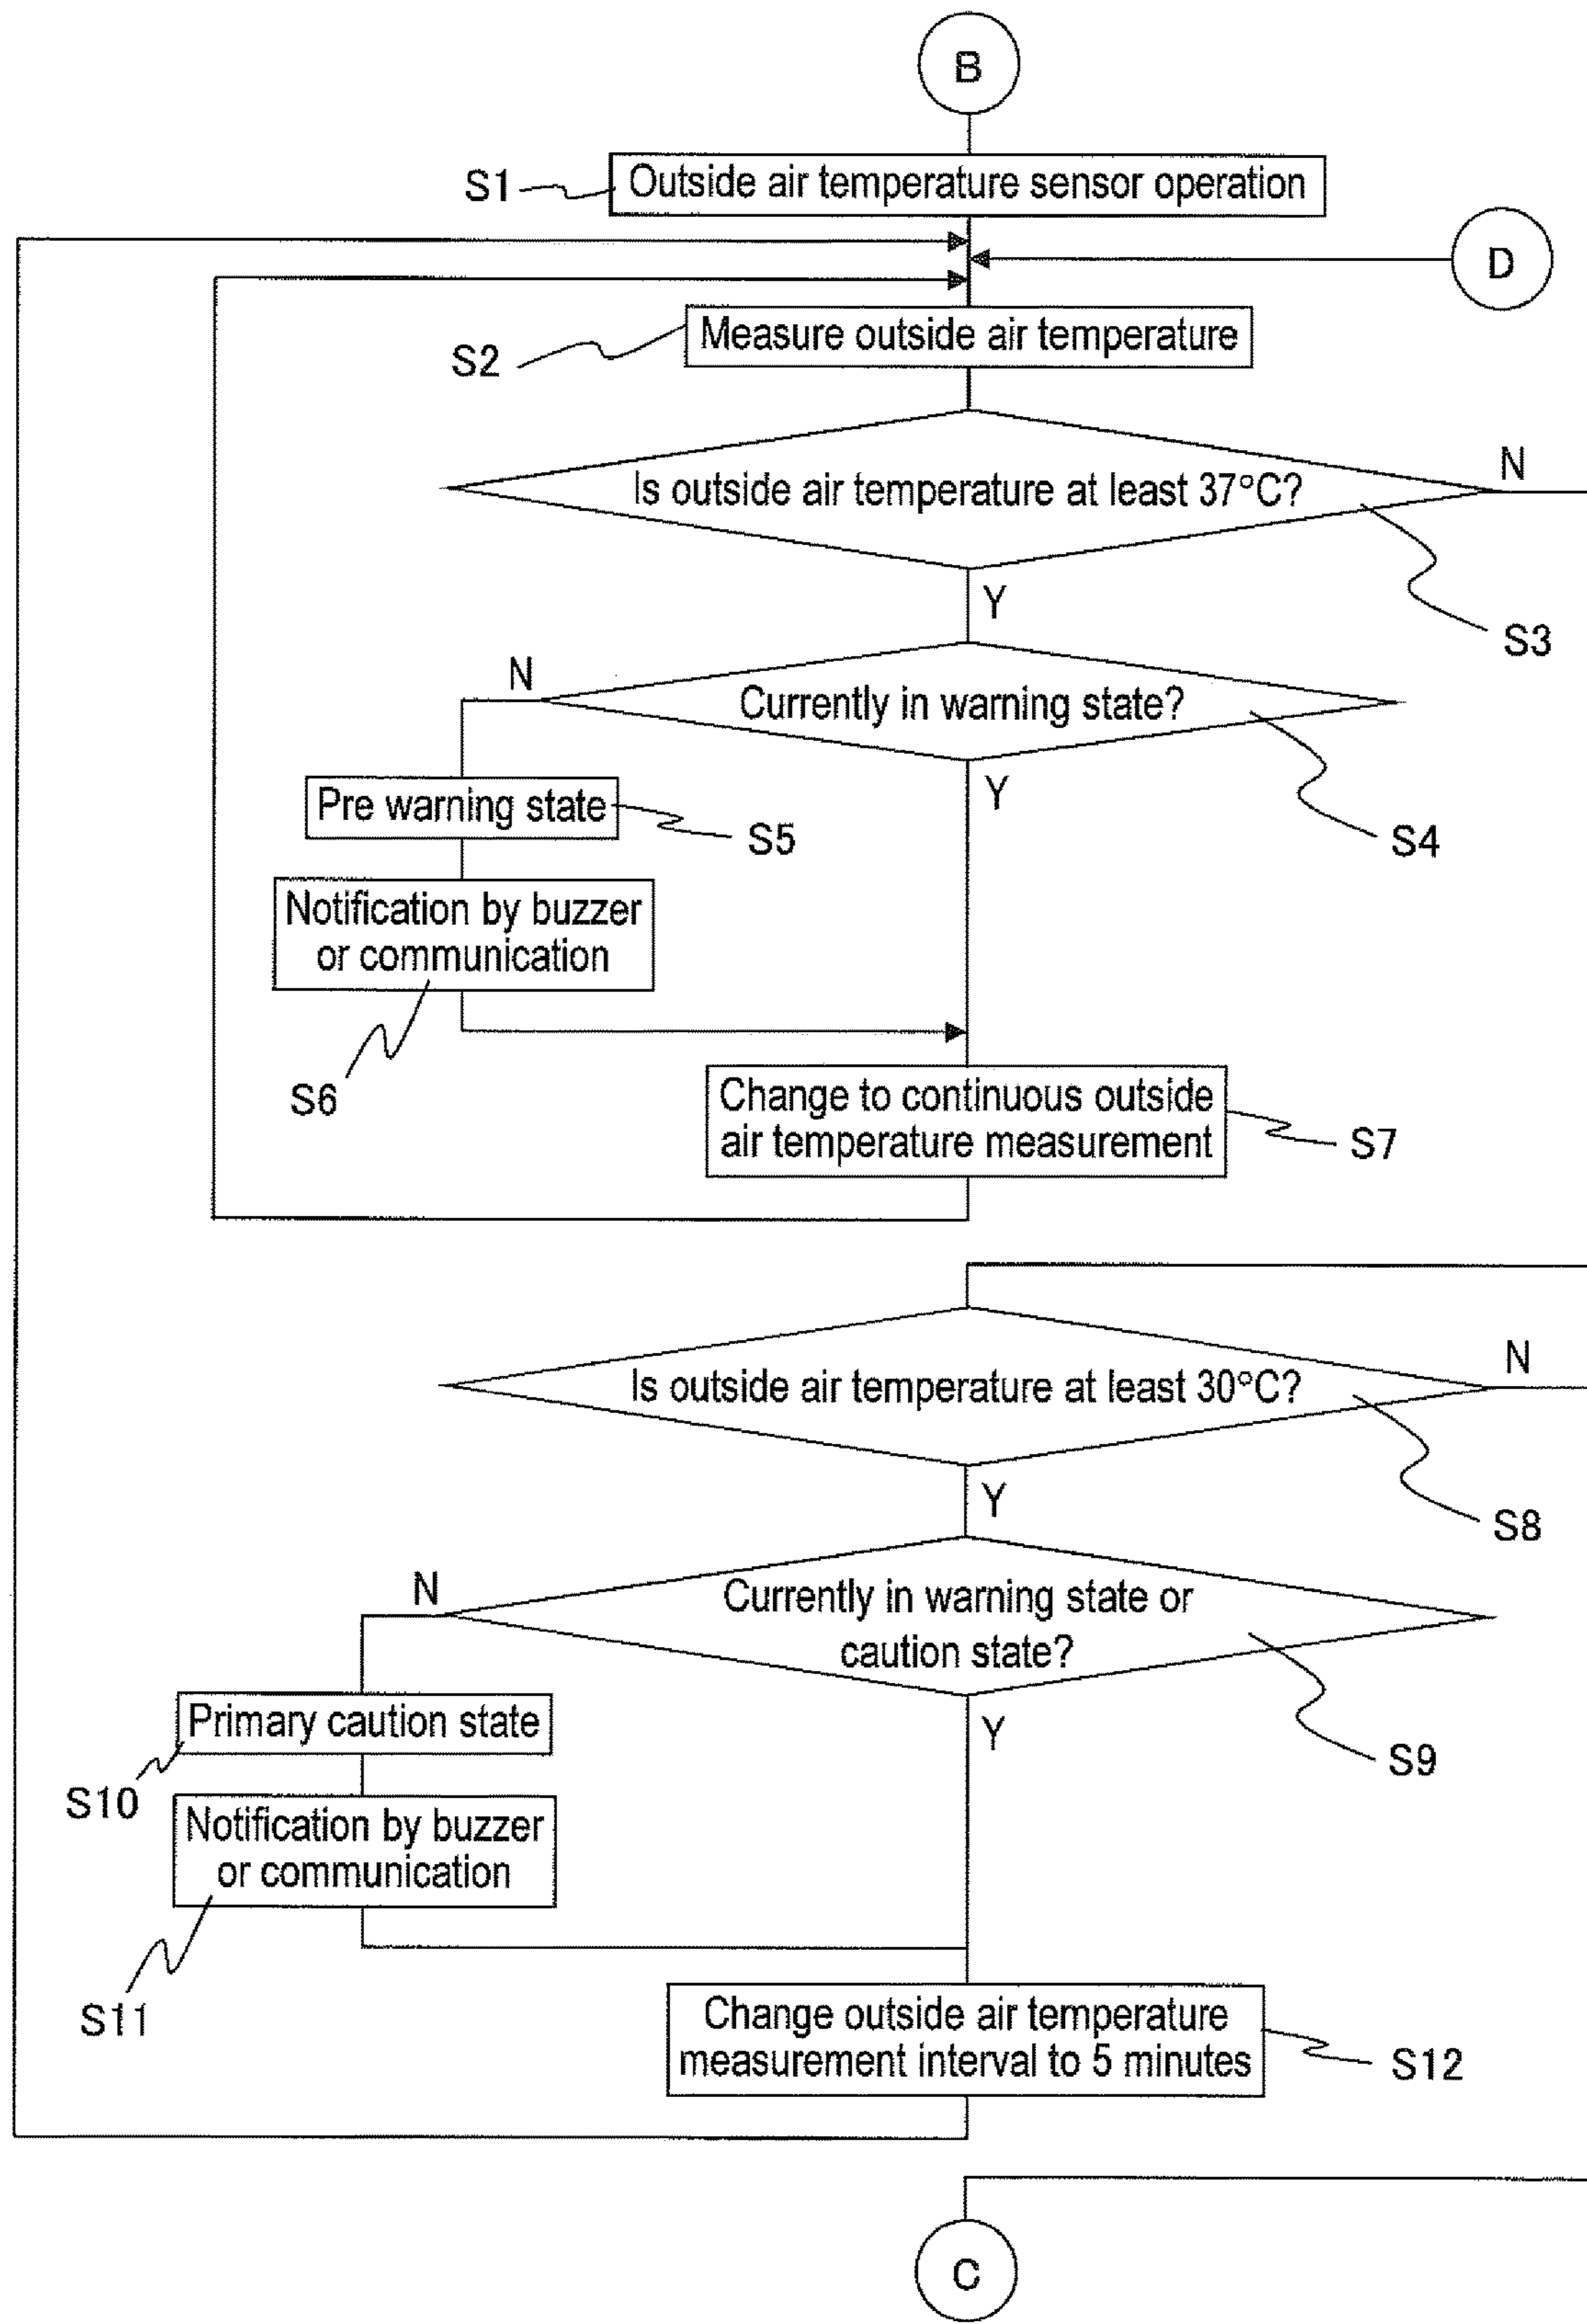 B
S1
Outside air temperature sensor operation
D
S2
Measure outside air temperature
Is outside air temperature at least 37°C?
N
S3
Y
N
Currently in warning state?
S4
Y
Pre warning state
S5
Notification by buzzer
or communication
S6
Change to continuous outside
air temperature measurement
S7
Is outside air temperature at least 30°C?
N
S8
Y
N
Currently in warning state or
caution state?
S9
Y
Primary caution state
S10
Notification by buzzer
or communication
S11
Change outside air temperature
measurement interval to 5 minutes
S12
C